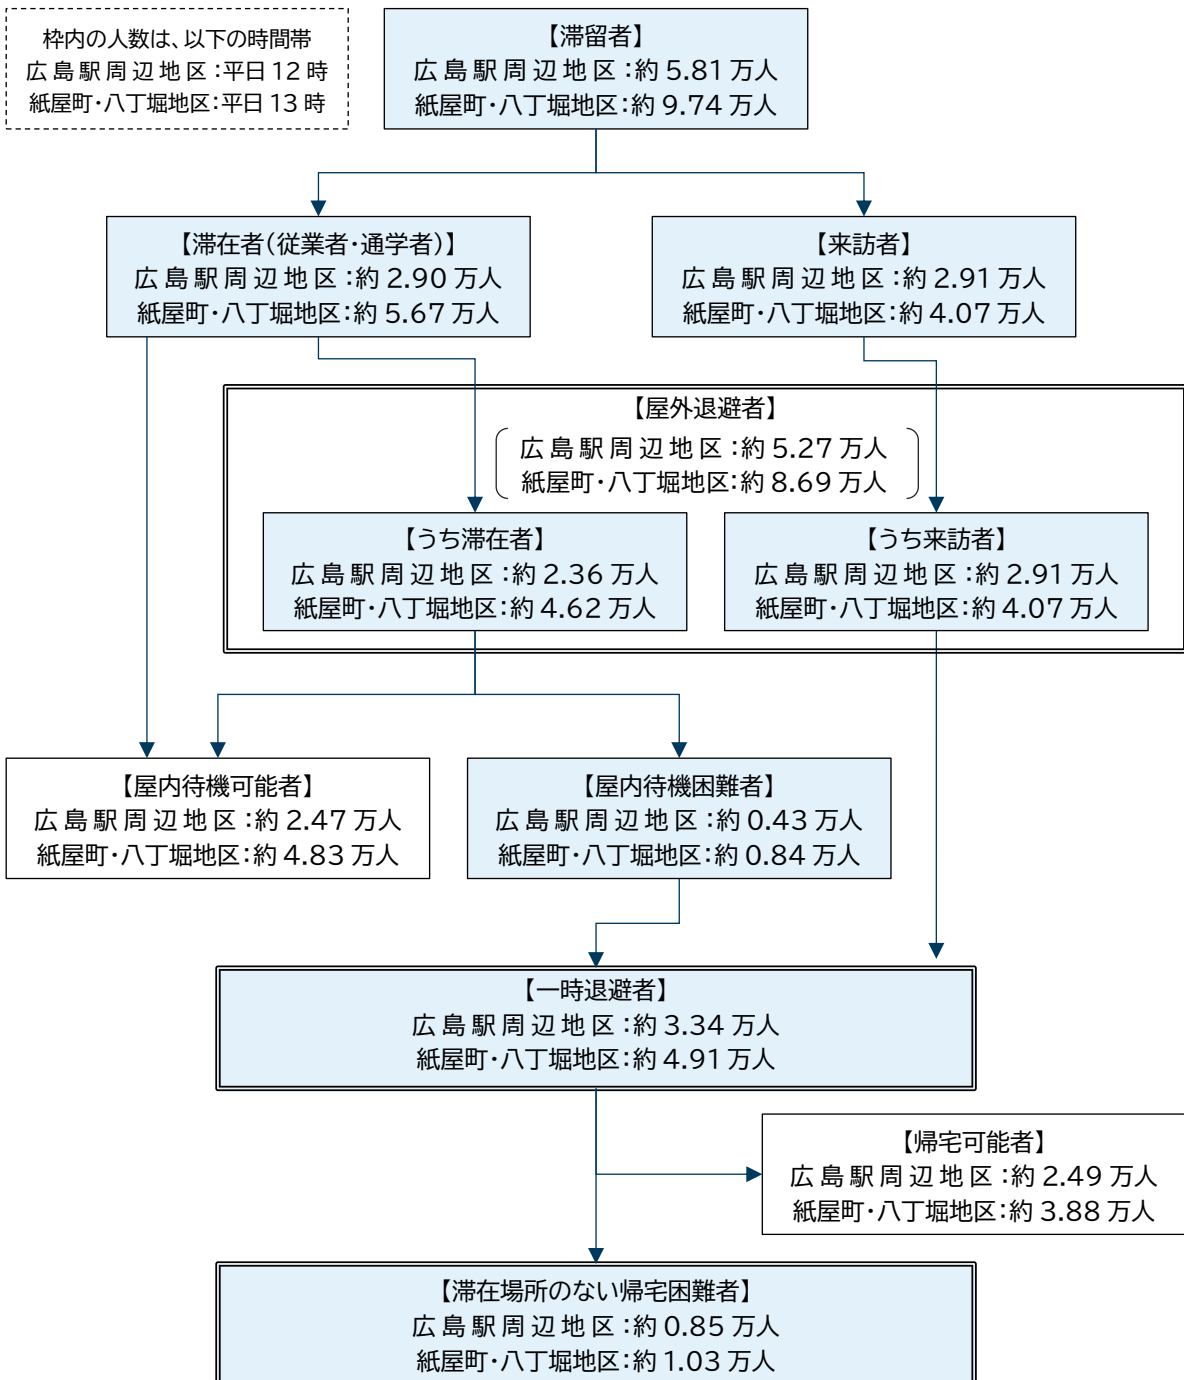 枠内の人数は、以下の時間帯
広島駅周辺地区：平日12時
紙屋町・八丁堀地区：平日13時
【滞留者】
広島駅周辺地区：約5.81万人
紙屋町・八丁堀地区：約9.74万人
【滞在者（従業者・通学者）】
広島駅周辺地区：約2.90万人
紙屋町・八丁堀地区：約5.67万人
【来訪者】
広島駅周辺地区：約2.91万人
紙屋町・八丁堀地区：約4.07万人
【屋外退避者】
広島駅周辺地区：約5.27万人
紙屋町・八丁堀地区：約8.69万人
【うち滞在者】
広島駅周辺地区：約2.36万人
紙屋町・八丁堀地区：約4.62万人
【うち来訪者】
広島駅周辺地区：約2.91万人
紙屋町・八丁堀地区：約4.07万人
【屋内待機可能者】
広島駅周辺地区：約2.47万人
紙屋町・八丁堀地区：約4.83万人
【屋内待機困難者】
広島駅周辺地区：約0.43万人
紙屋町・八丁堀地区：約0.84万人
【一時退避者】
広島駅周辺地区：約3.34万人
紙屋町・八丁堀地区：約4.91万人
【帰宅可能者】
広島駅周辺地区：約2.49万人
紙屋町・八丁堀地区：約3.88万人
【滞在場所のない帰宅困難者】
広島駅周辺地区：約0.85万人
紙屋町・八丁堀地区：約1.03万人